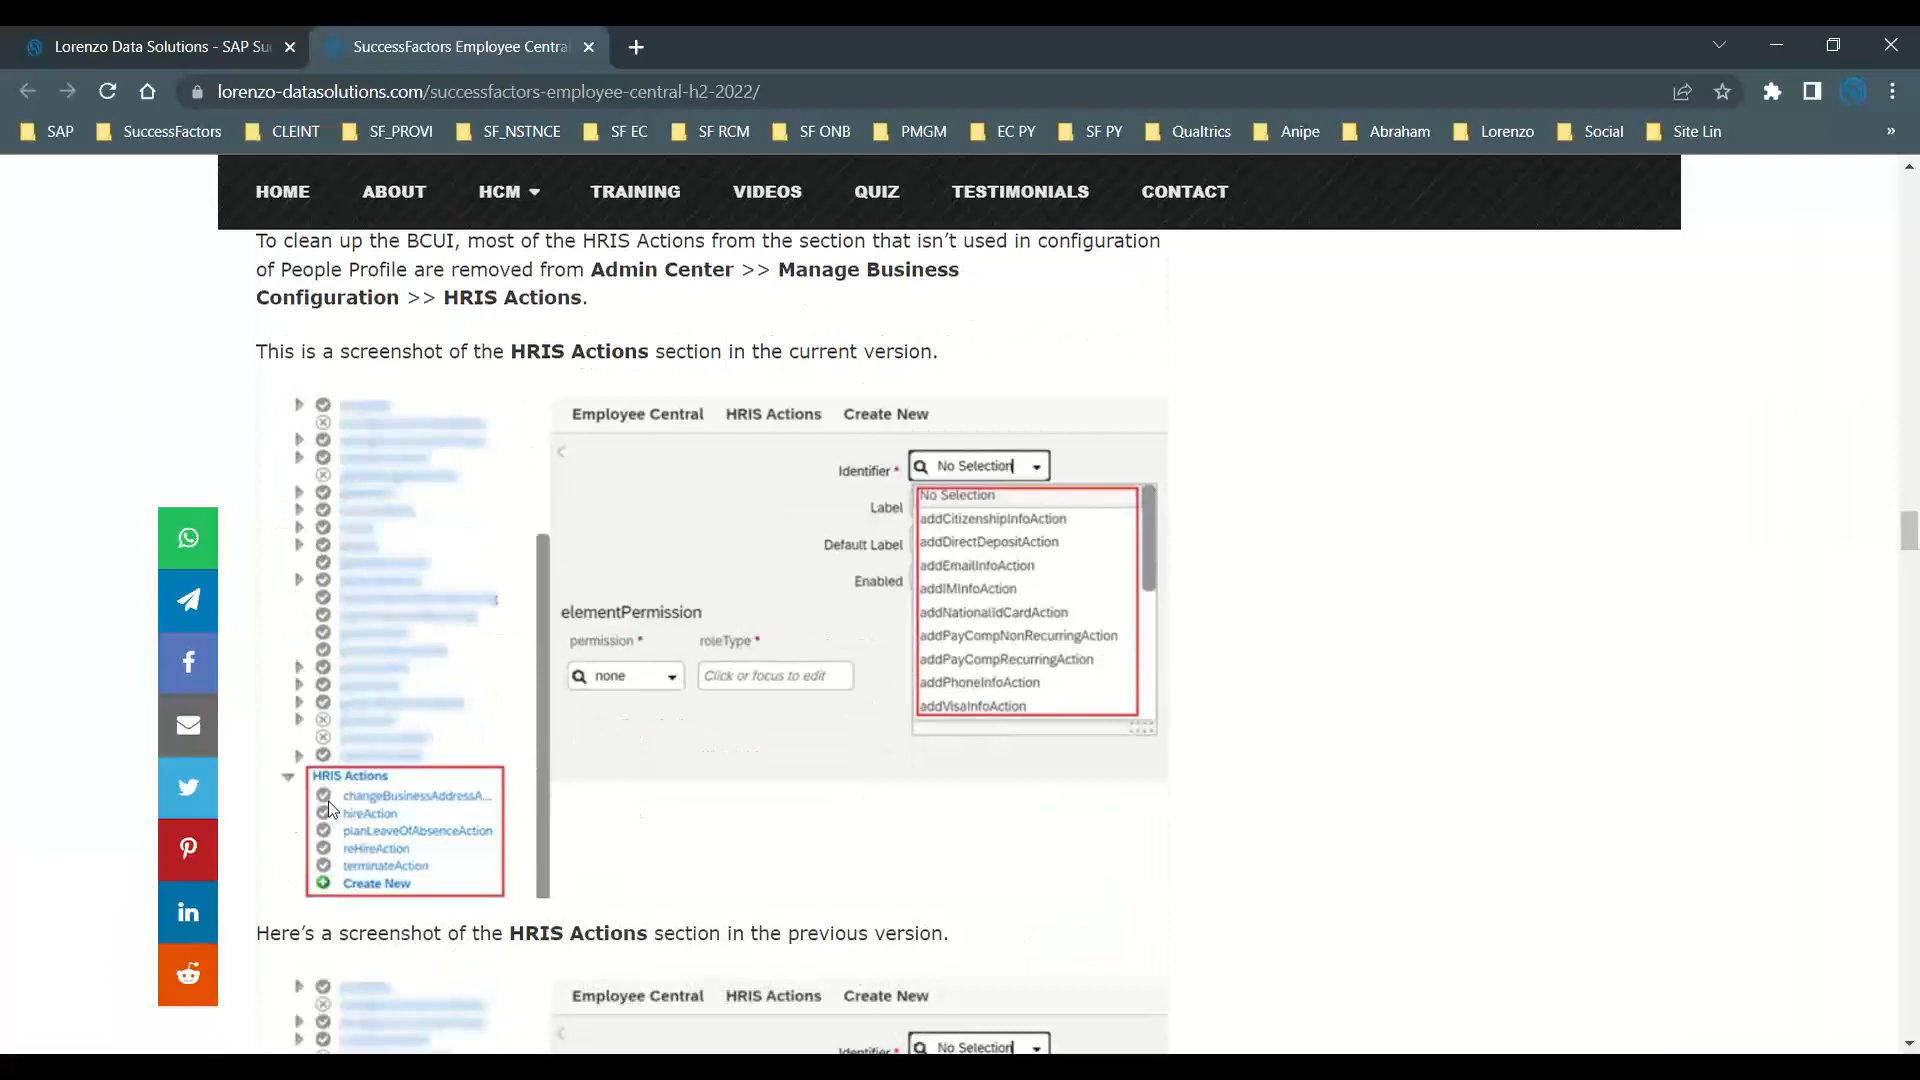 Lorenzo Data Solutions - SAP Su
SuccessFactors Employee Centra
lorenzo-datasolutions.com/successfactors-employee-central-h2-2022/
SAP SuccessFactors CLEINT SF_PROVI SF_NSTNCE SF EC SF RCM SF ONB PMGM EC PY SF PY Qualtrics Anipe Abraham Lorenzo Social Site Lin »
HOME ABOUT HCM TRAINING VIDEOS QUIZ TESTIMONIALS CONTACT
To clean up the BCUI, most of the HRIS Actions from the section that isn't used in configuration
of People Profile are removed from Admin Center >> Manage Business
Configuration >> HRIS Actions.
This is a screenshot of the HRIS Actions section in the current version.
Employee Central HRIS Actions Create New
Identifier * No Selection
Label
Default Label
Enabled
No Selection
addCitizenshipInfoAction
addDirectDepositAction
addEmailInfoAction
addIMInfoAction
addNationalIdCardAction
addPayCompNonRecurringAction
addPayCompRecurringAction
addPhoneInfoAction
addVisaInfoAction
elementPermission
permission * roleType *
none Click or focus to edit
HRIS Actions
changeBusinessAddressA...
hireAction
planLeaveOfAbsenceAction
reHireAction
terminateAction
Create New
Here's a screenshot of the HRIS Actions section in the previous version.
Employee Central HRIS Actions Create New
Identifier * No Selection